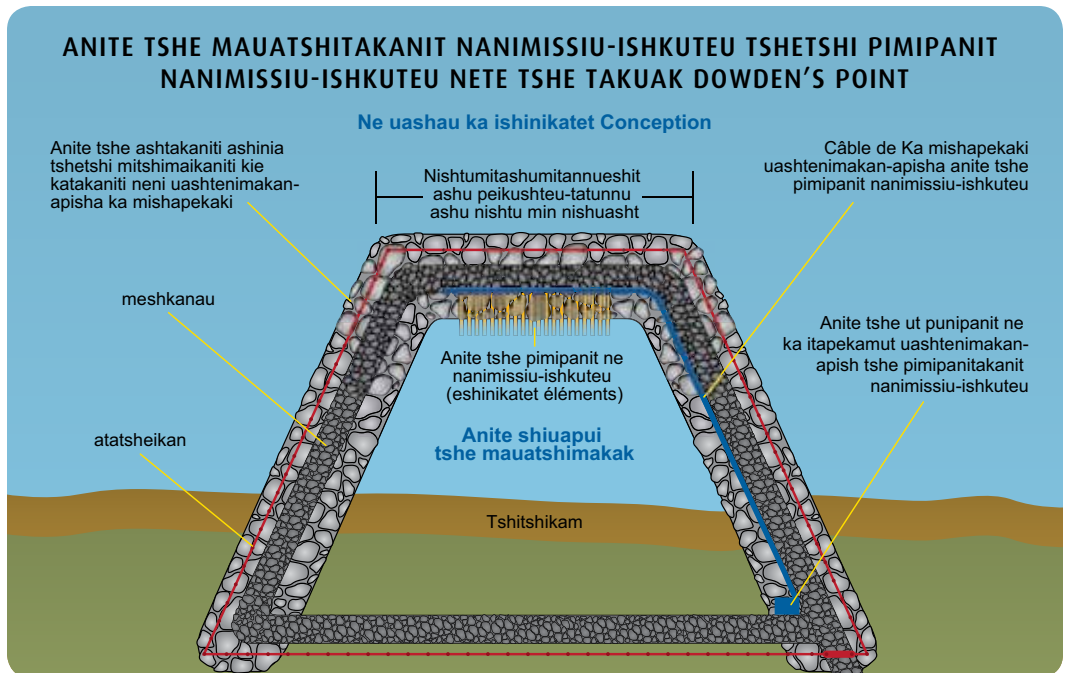 ANITE TSHE MAUATSHITAKANIT NANIMISSIU-ISHKUTEU TSHETSHI PIMIPANIT
NANIMISSIU-ISHKUTEU NETE TSHE TAKUAK DOWDEN'S POINT
Ne uashau ka ishinikatet Conception
Anite tshe ashtakaniti ashinia
tshetshi mitshimaikaniti kie
katakaniti neni uashtenimakan-
apisha ka mishapekaki
Nishtumitashumitannueshit
ashu peikushteu-tatunnu
ashu nishtu min nishuasht
Câble de Ka mishapekaki
uashtenimakan-apisha anite tshe
pimipanit nanimissiu-ishkuteu
meshkanau
Anite tshe ut punipanit ne
ka itapekamut uashtenimakan-
apish tshe pimipanitakanit
nanimissiu-ishkuteu
Anite tshe pimipanit ne
nanimissiu-ishkuteu
(eshinikatet éléments)
atatsheikan
Anite shiuapui
tshe mauatshimakak
Tshitshikam